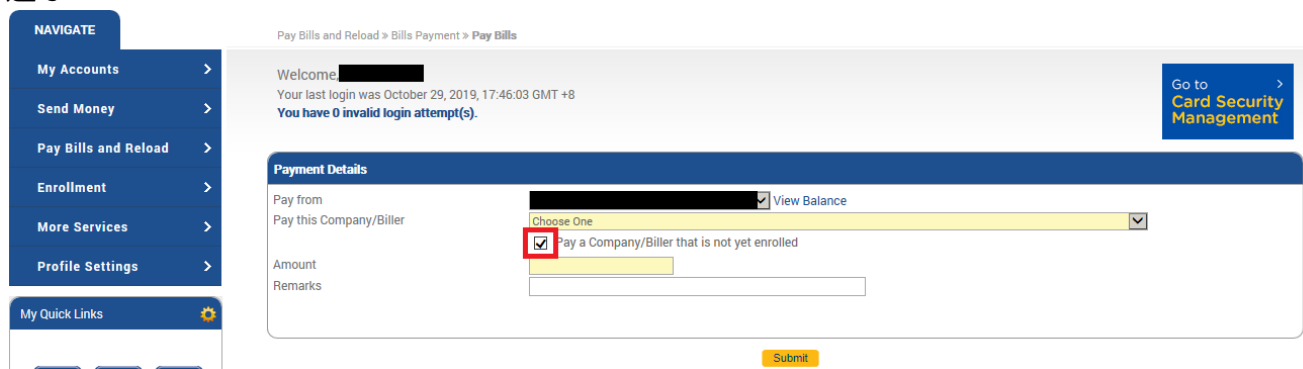 NAVIGATE
Pay Bills and Reload » Bills Payment » Pay Bills
My Accounts >
Send Money >
Pay Bills and Reload >
Enrollment >
More Services >
Profile Settings >
My Quick Links
Welcome,
Your last login was October 29, 2019, 17:46:03 GMT +8
You have 0 invalid login attempt(s).
Go to >
Card Security
Management
Payment Details
Pay from View Balance
Pay this Company/Biller Choose One
Pay a Company/Biller that is not yet enrolled
Amount
Remarks
Submit